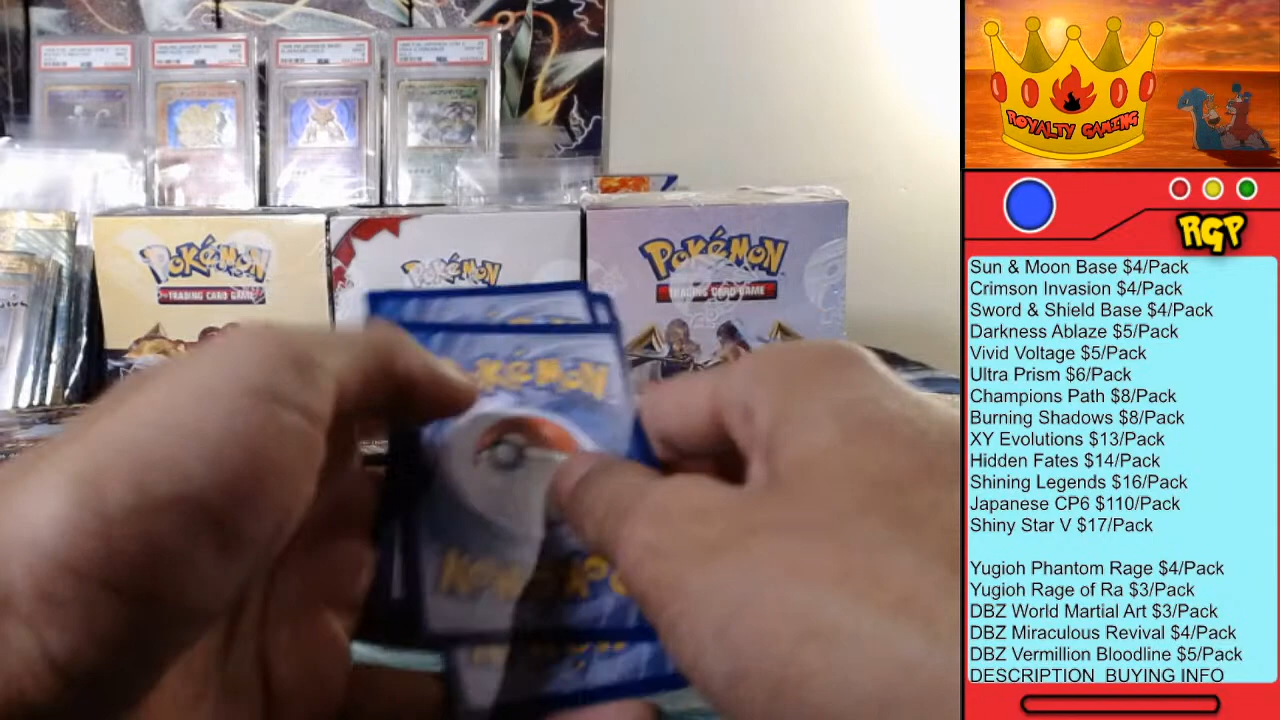 ROYALTY GAMING
RGP
Sun & Moon Base $4/Pack
Crimson Invasion $4/Pack
Sword & Shield Base $4/Pack
Darkness Ablaze $5/Pack
Vivid Voltage $5/Pack
Ultra Prism $6/Pack
Champions Path $8/Pack
Burning Shadows $8/Pack
XY Evolutions $13/Pack
Hidden Fates $14/Pack
Shining Legends $16/Pack
Japanese CP6 $110/Pack
Shiny Star V $17/Pack
Yugioh Phantom Rage $4/Pack
Yugioh Rage of Ra $3/Pack
DBZ World Martial Art $3/Pack
DBZ Miraculous Revival $4/Pack
DBZ Vermillion Bloodline $5/Pack
DESCRIPTION BUYING INFO
POKéMON
TRADING CARD GAME
POKéMON
POKéMON
TRADING CARD GAME
POKéMON